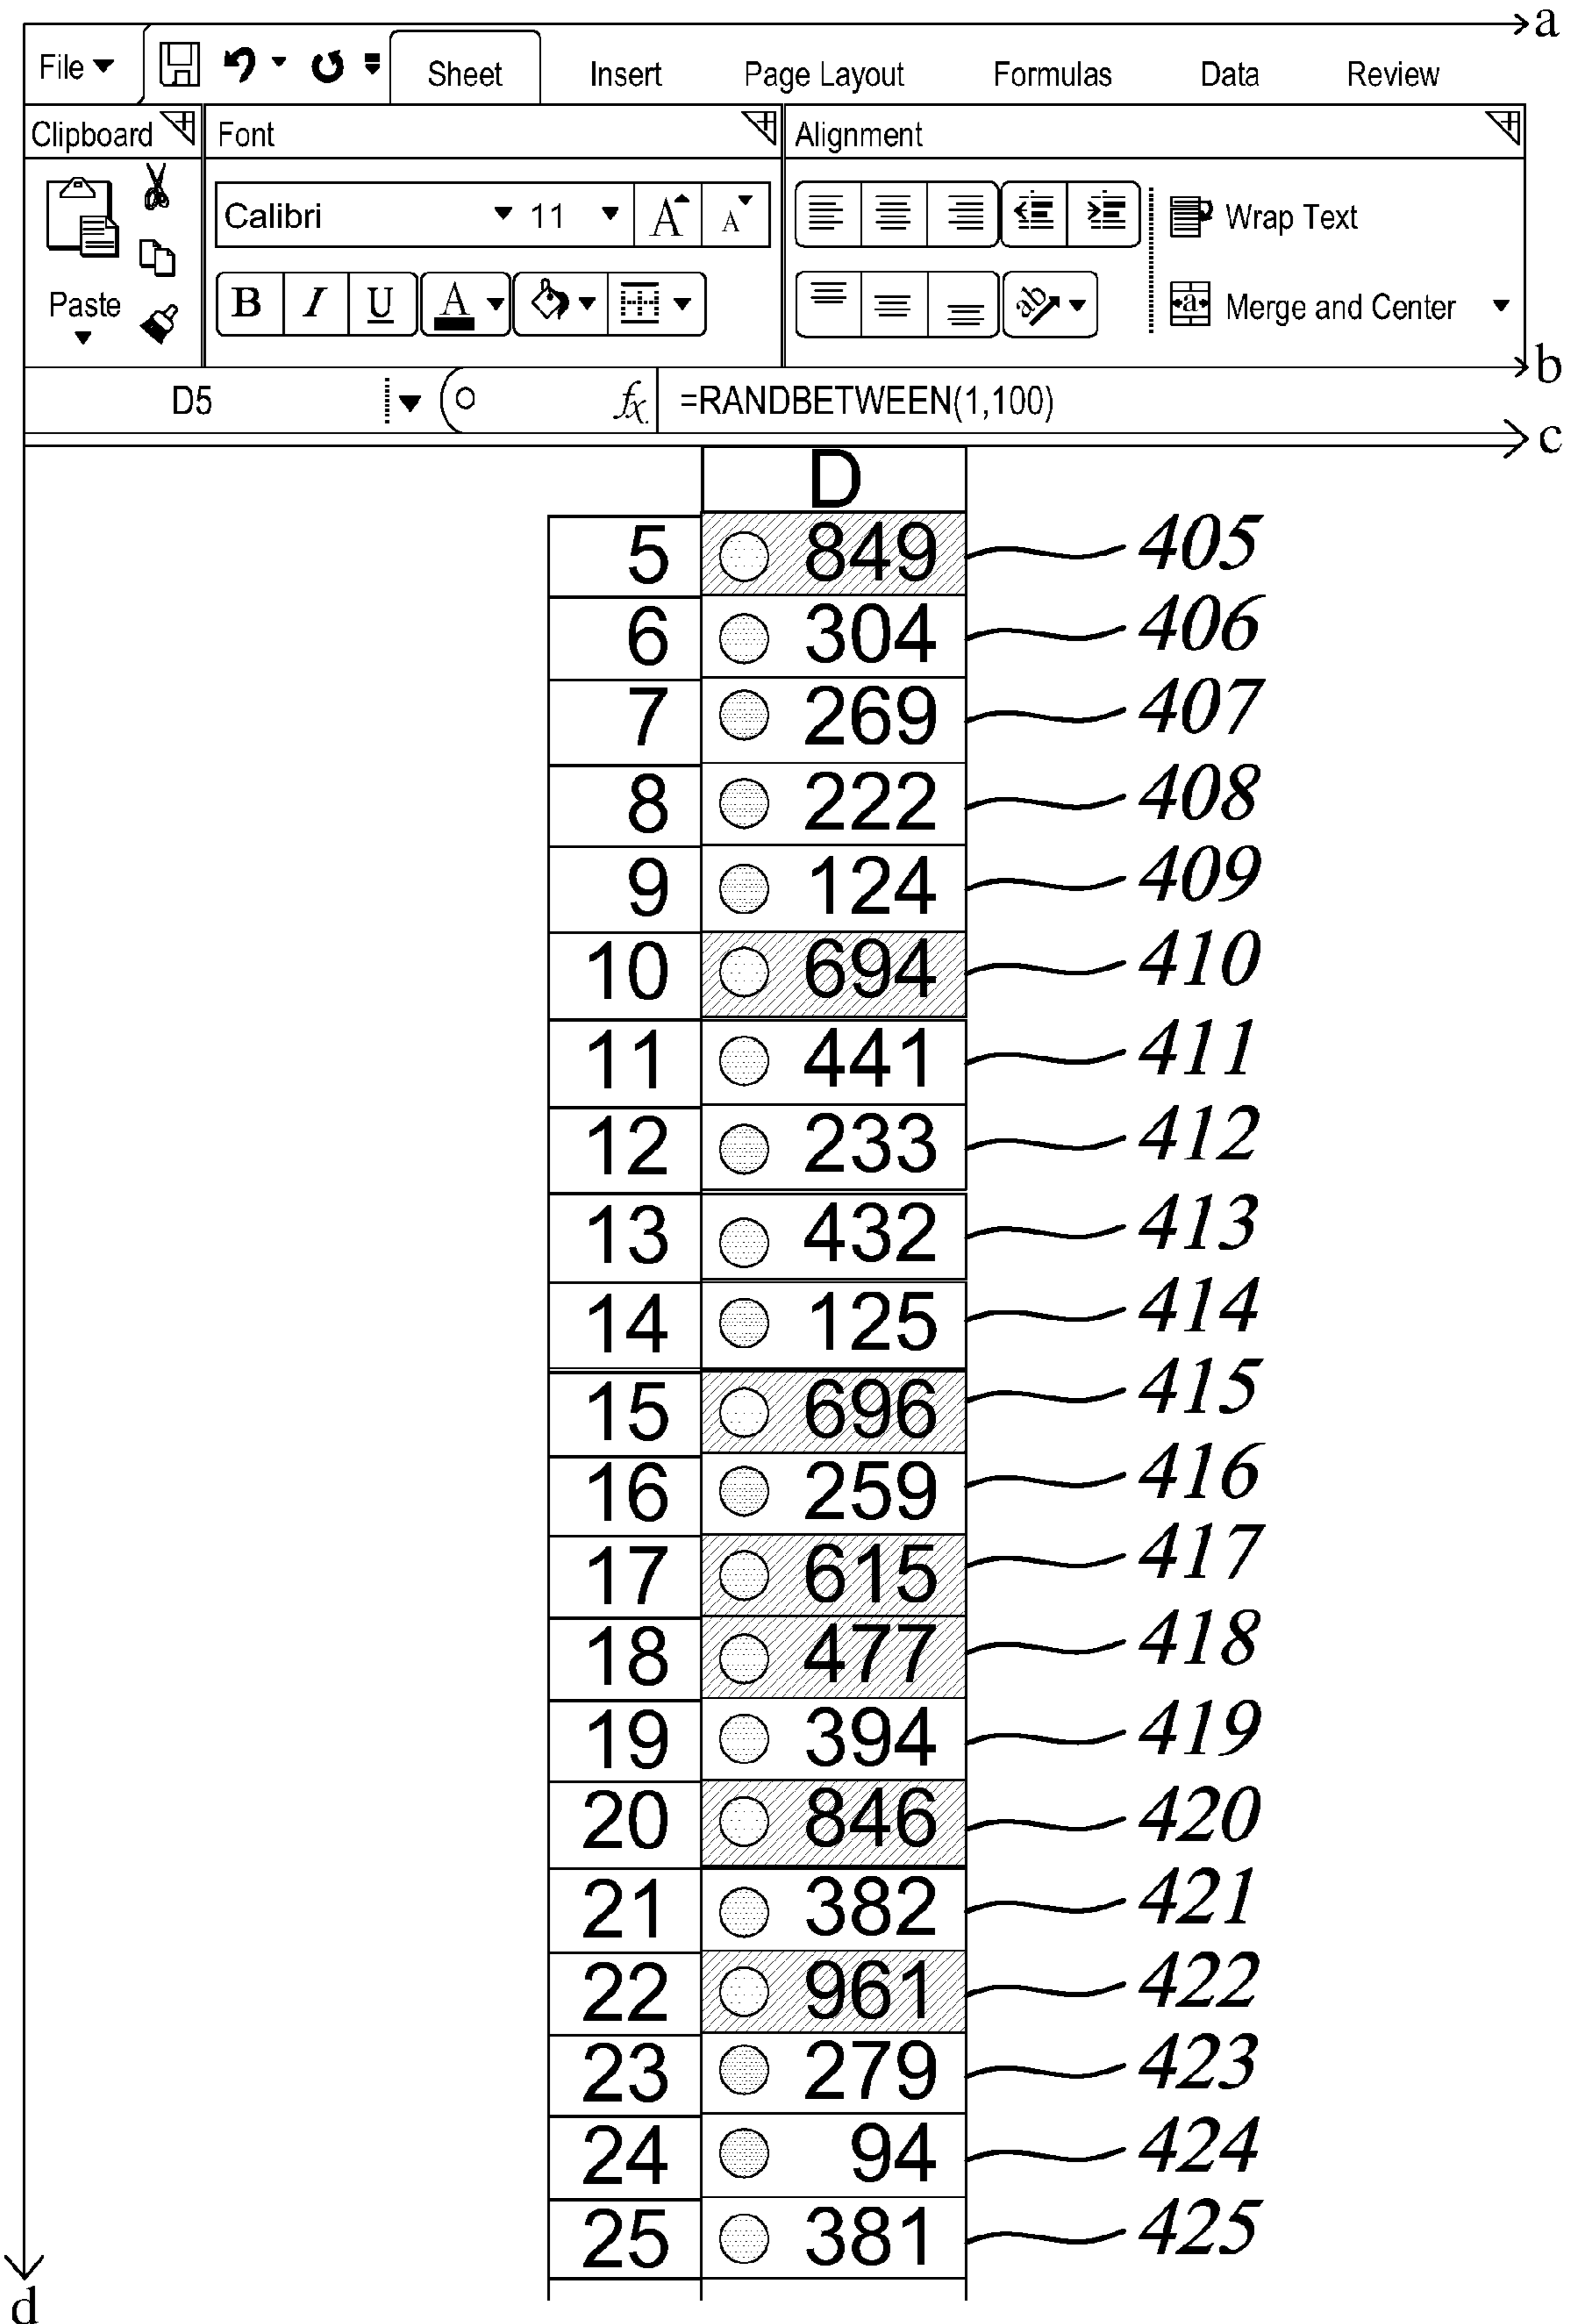 a
File Sheet Insert Page Layout Formulas Data Review
Clipboard Font Alignment
Calibri 11 A A Wrap Text
Paste B I U A ab a Merge and Center
b
D5 fx =RANDBETWEEN(1,100)
c
D
5 849 405
6 304 406
7 269 407
8 222 408
9 124 409
10 694 410
11 441 411
12 233 412
13 432 413
14 125 414
15 696 415
16 259 416
17 615 417
18 477 418
19 394 419
20 846 420
21 382 421
22 961 422
23 279 423
24 94 424
25 381 425
d